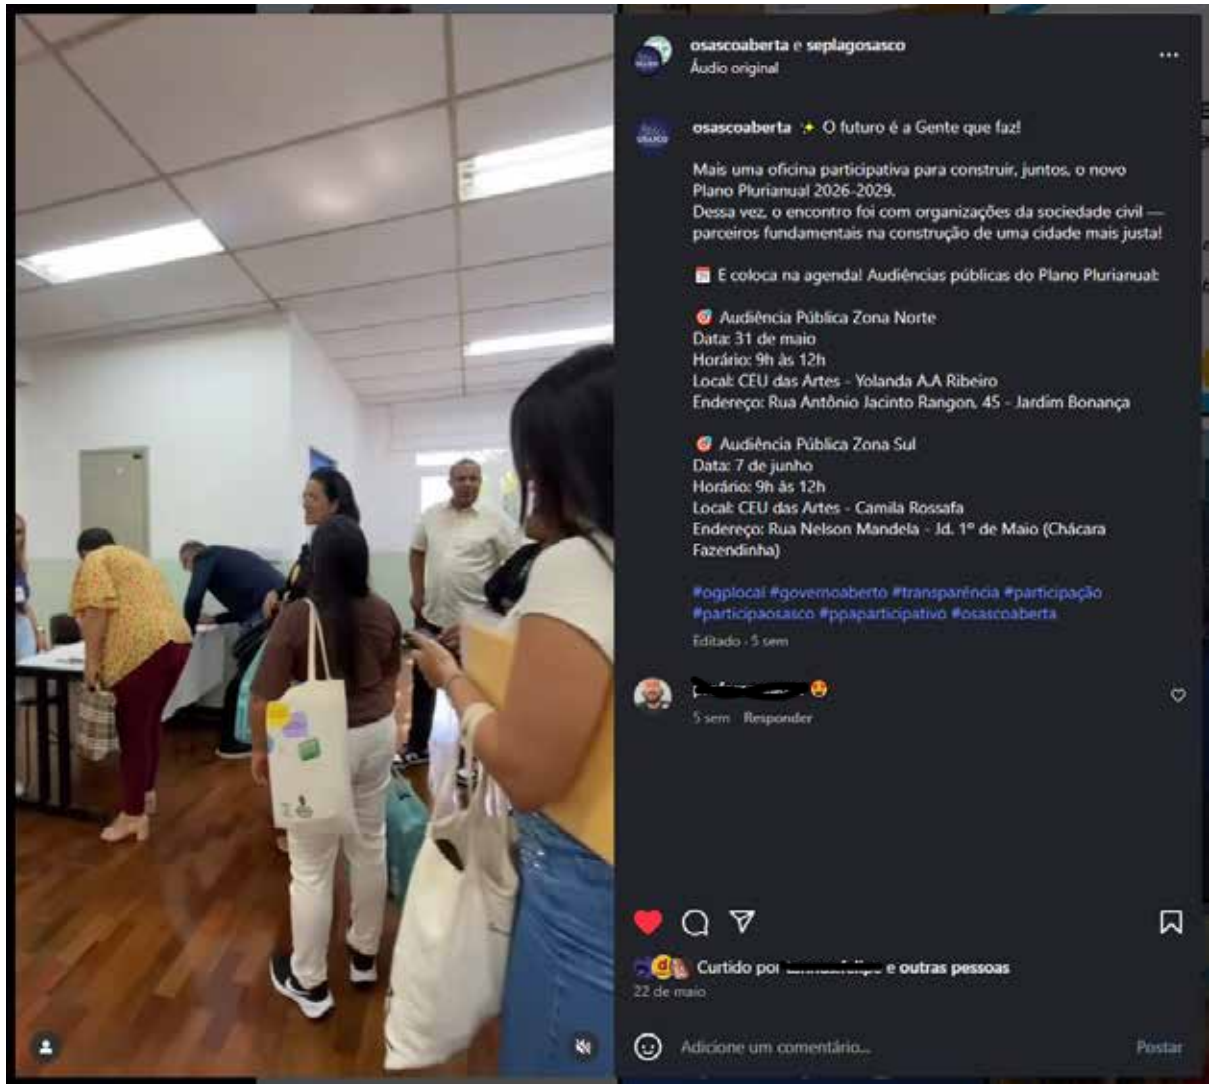 osascoaberta e seplagosasco
Áudio original
osascoaberta ✨ O futuro é a Gente que faz!
Mais uma oficina participativa para construir, juntos, o novo
Plano Plurianual 2026-2029.
Dessa vez, o encontro foi com organizações da sociedade civil —
parceiros fundamentais na construção de uma cidade mais justa!
📅 E coloca na agenda! Audiências públicas do Plano Plurianual:
🎯 Audiência Pública Zona Norte
Data: 31 de maio
Horário: 9h às 12h
Local: CEU das Artes - Yolanda A.A Ribeiro
Endereço: Rua Antônio Jacinto Rangon, 45 - Jardim Bonança
🎯 Audiência Pública Zona Sul
Data: 7 de junho
Horário: 9h às 12h
Local: CEU das Artes - Camila Rossafa
Endereço: Rua Nelson Mandela - Jd. 1º de Maio (Chácara
Fazendinha)
#ogplocal #governoaberto #transparência #participação
#participaosasco #ppaparticipativo #osascoaberta
Editado · 5 sem
😍
5 sem Responder
Curtido por e outras pessoas
22 de maio
Adicione um comentário...
Postar